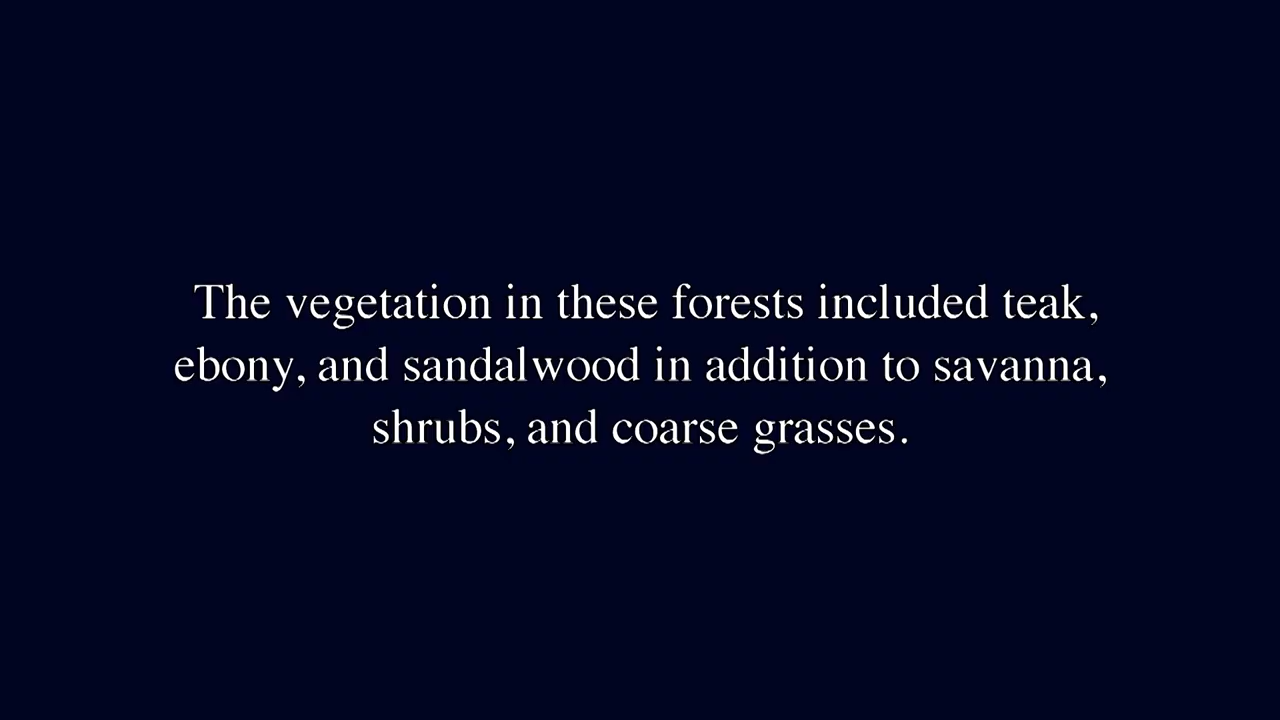 The vegetation in these forests included teak,
ebony, and sandalwood in addition to savanna,
shrubs, and coarse grasses.